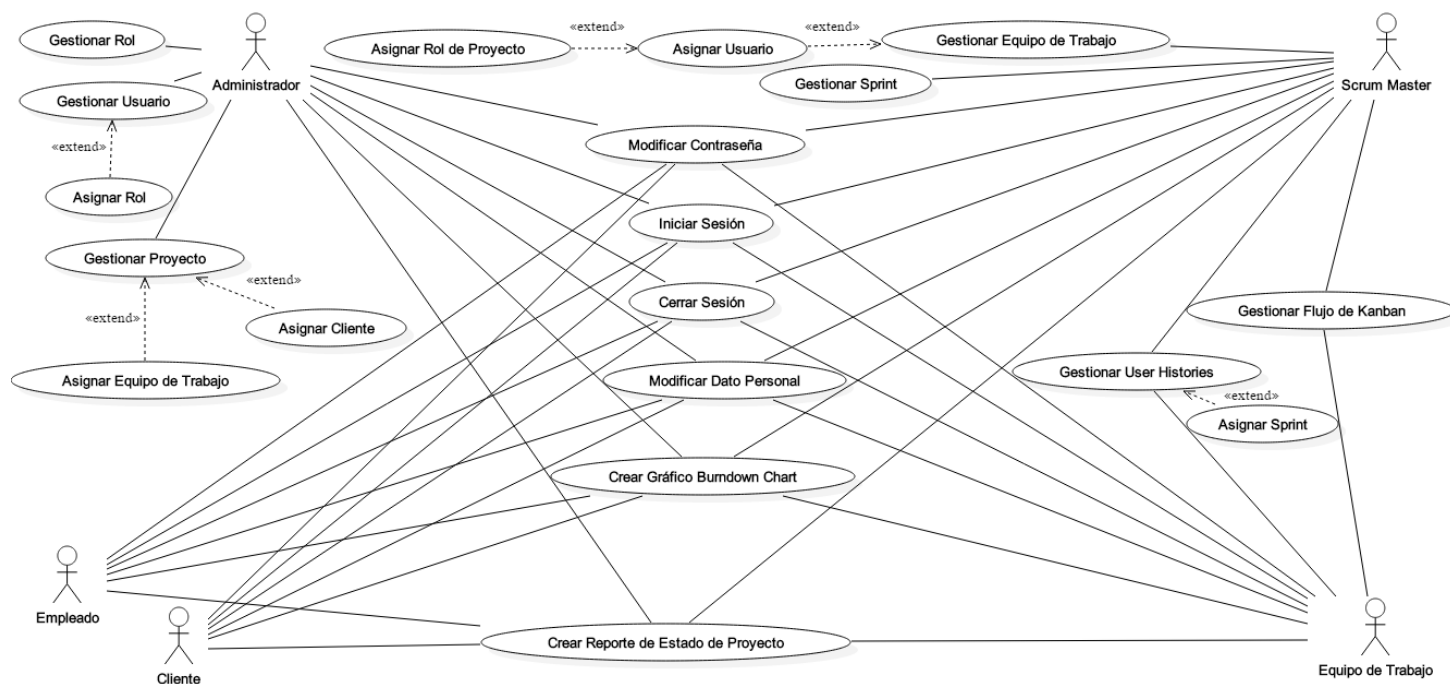 Gestionar Rol
Administrador
Asignar Rol de Proyecto
«extend»
Asignar Usuario
«extend»
Gestionar Equipo de Trabajo
Scrum Master
Gestionar Sprint
Gestionar Usuario
«extend»
Asignar Rol
Modificar Contraseña
Iniciar Sesión
Gestionar Proyecto
«extend»
«extend»
Asignar Cliente
Asignar Equipo de Trabajo
Cerrar Sesión
Gestionar Flujo de Kanban
Modificar Dato Personal
Gestionar User Histories
«extend»
Asignar Sprint
Crear Gráfico Burndown Chart
Empleado
Cliente
Crear Reporte de Estado de Proyecto
Equipo de Trabajo